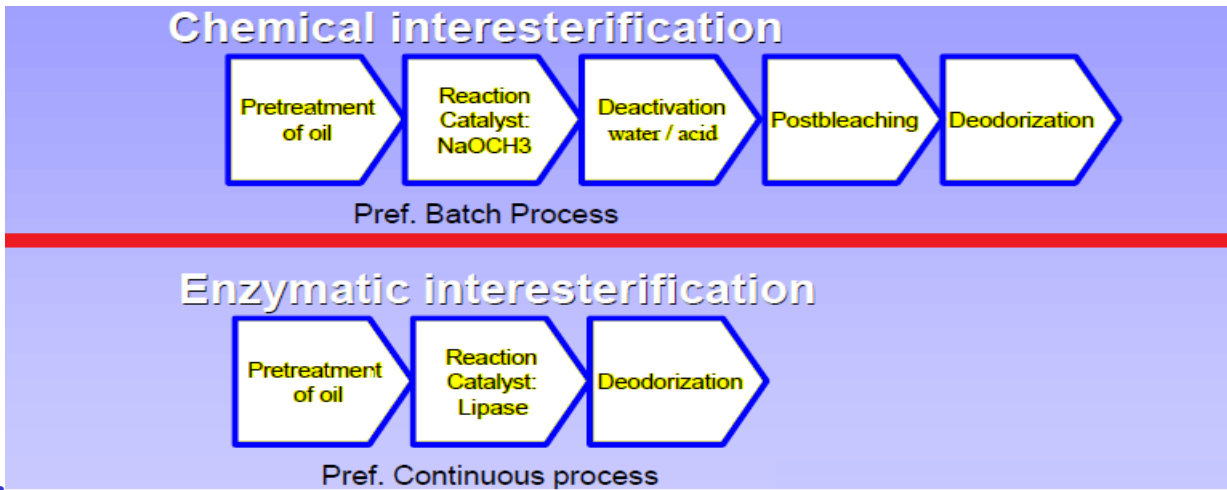 Chemical interesterification
Pretreatment
of oil
Reaction
Catalyst:
NaOCH3
Deactivation
water / acid
Postbleaching
Deodorization
Pref. Batch Process
Enzymatic interesterification
Pretreatment
of oil
Reaction
Catalyst:
Lipase
Deodorization
Pref. Continuous process